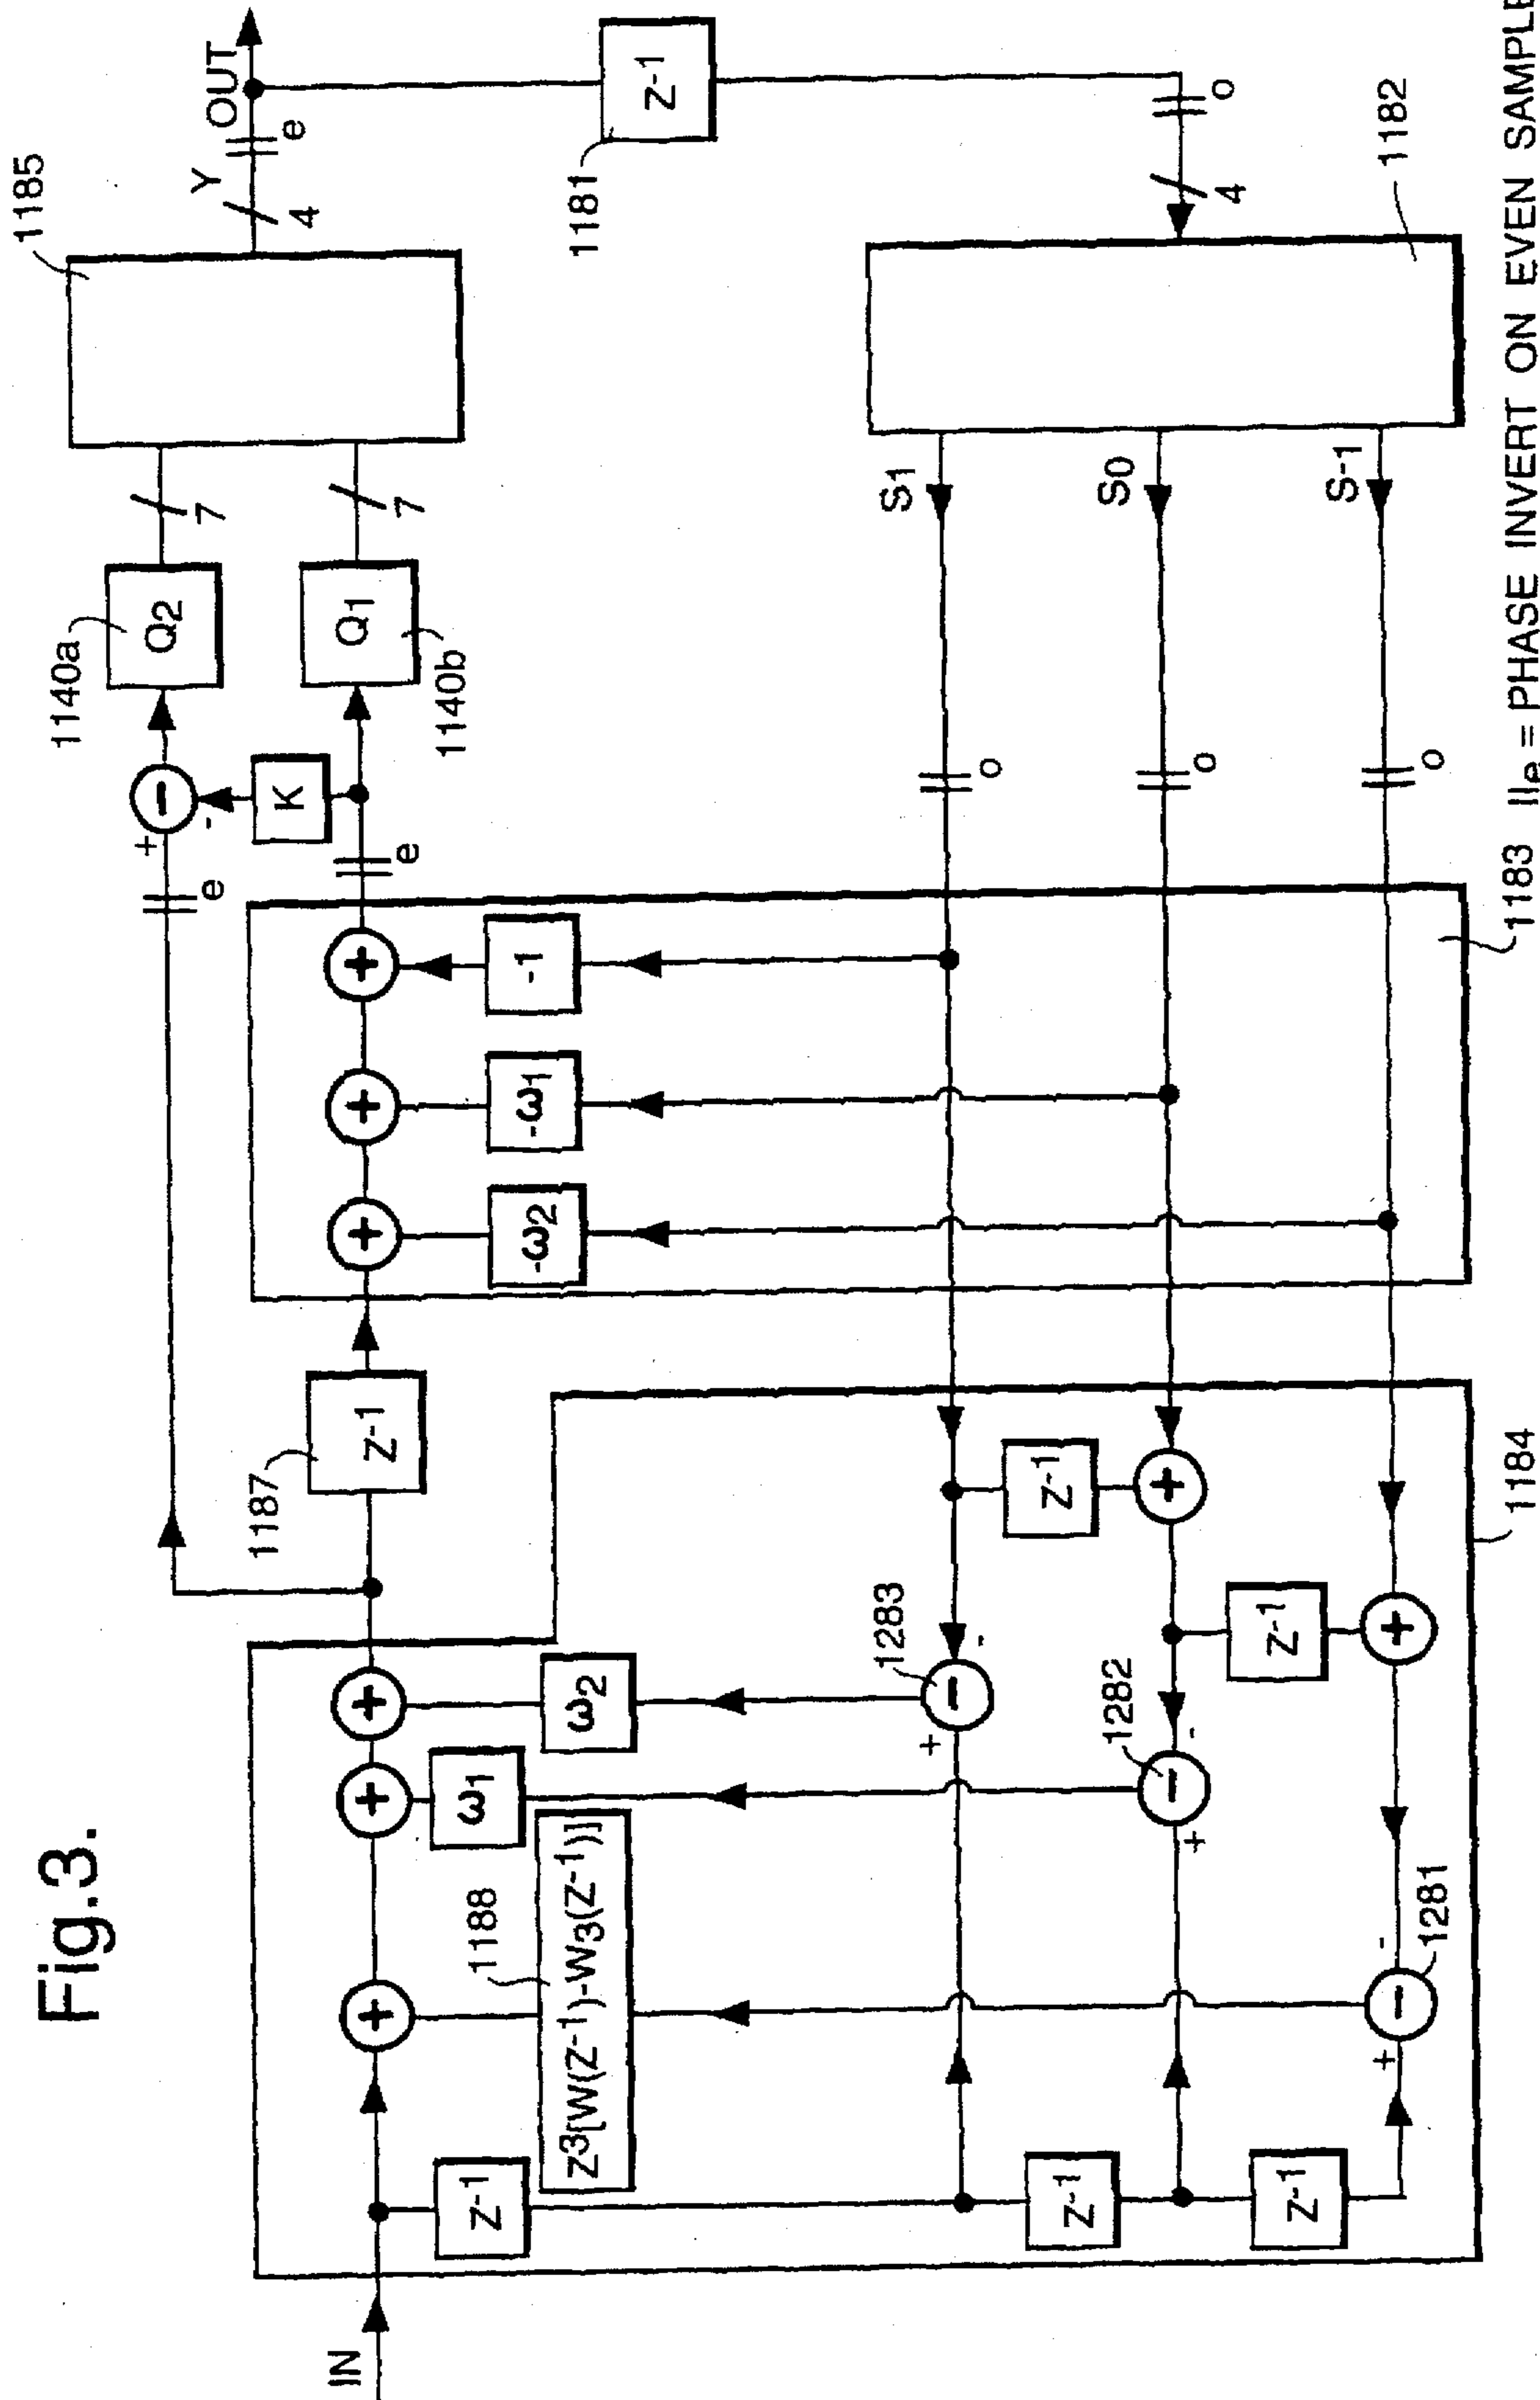 Fig.3.
IN
Z-1
1188
Z3[W(Z-1)-W3(Z-1)]
ω1
ω2
1187
Z-1
-ω2
-ω1
-1
e
e
+
-
-
K
1140a
Q2
1140b
Q1
7
7
1185
Y
4
e
OUT
1181
Z-1
o
4
1182
S1
S0
S-1
o
o
o
1183
IIe = PHASE INVERT ON EVEN SAMPLE
1184
1283
+
-
-
1282
+
-
-
1281
+
-
-
Z-1
Z-1
Z-1
Z-1
+
+
+
+
+
+
+
+